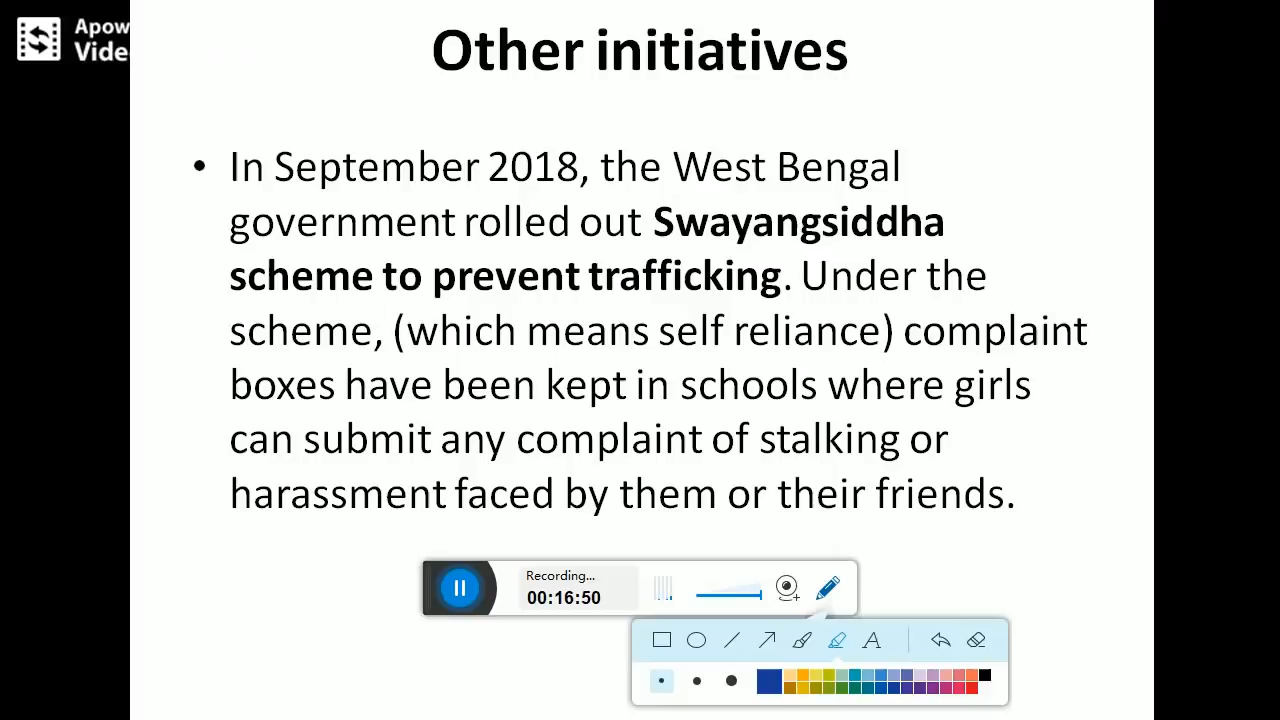 Apow
Vide
Other initiatives
• In September 2018, the West Bengal
government rolled out Swayangsiddha
scheme to prevent trafficking. Under the
scheme, (which means self reliance) complaint
boxes have been kept in schools where girls
can submit any complaint of stalking or
harassment faced by them or their friends.
Recording...
00:16:50
A